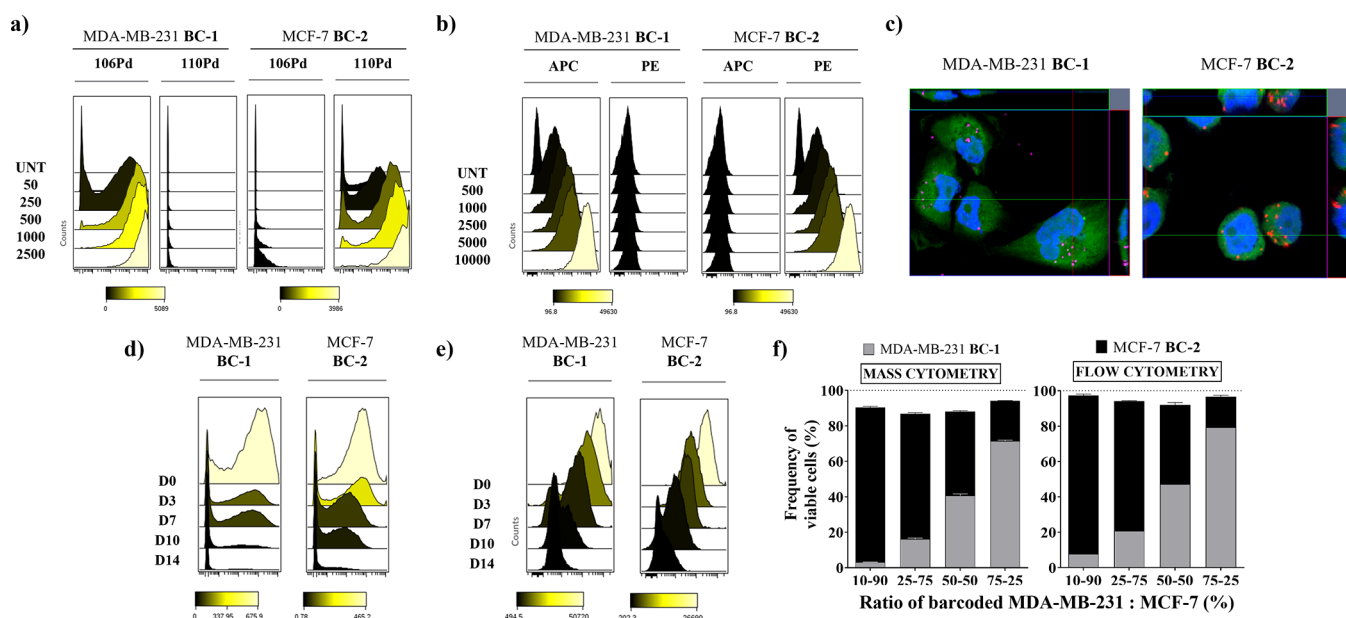 a)
MDA-MB-231 BC-1 MCF-7 BC-2
106Pd 110Pd 106Pd 110Pd
UNT
50
250
500
1000
2500
Counts
0 5089 0 3986
b)
MDA-MB-231 BC-1 MCF-7 BC-2
APC PE APC PE
UNT
500
1000
2500
5000
10000
Counts
96.8 49630 96.8 49630
c)
MDA-MB-231 BC-1 MCF-7 BC-2
d)
MDA-MB-231 MCF-7
BC-1 BC-2
D0
D3
D7
D10
D14
0 337.95 675.9 0.78 465.2
e)
MDA-MB-231 MCF-7
BC-1 BC-2
D0
D3
D7
D10
D14
Counts
494.5 50720
f)
MDA-MB-231 BC-1 MCF-7 BC-2
MASS CYTOMETRY FLOW CYTOMETRY
Frequency of
viable cells (%)
100 100
80 80
60 60
40 40
20 20
0 0
10-90 25-75 50-50 75-25 10-90 25-75 50-50 75-25
Ratio of barcoded MDA-MB-231 : MCF-7 (%)